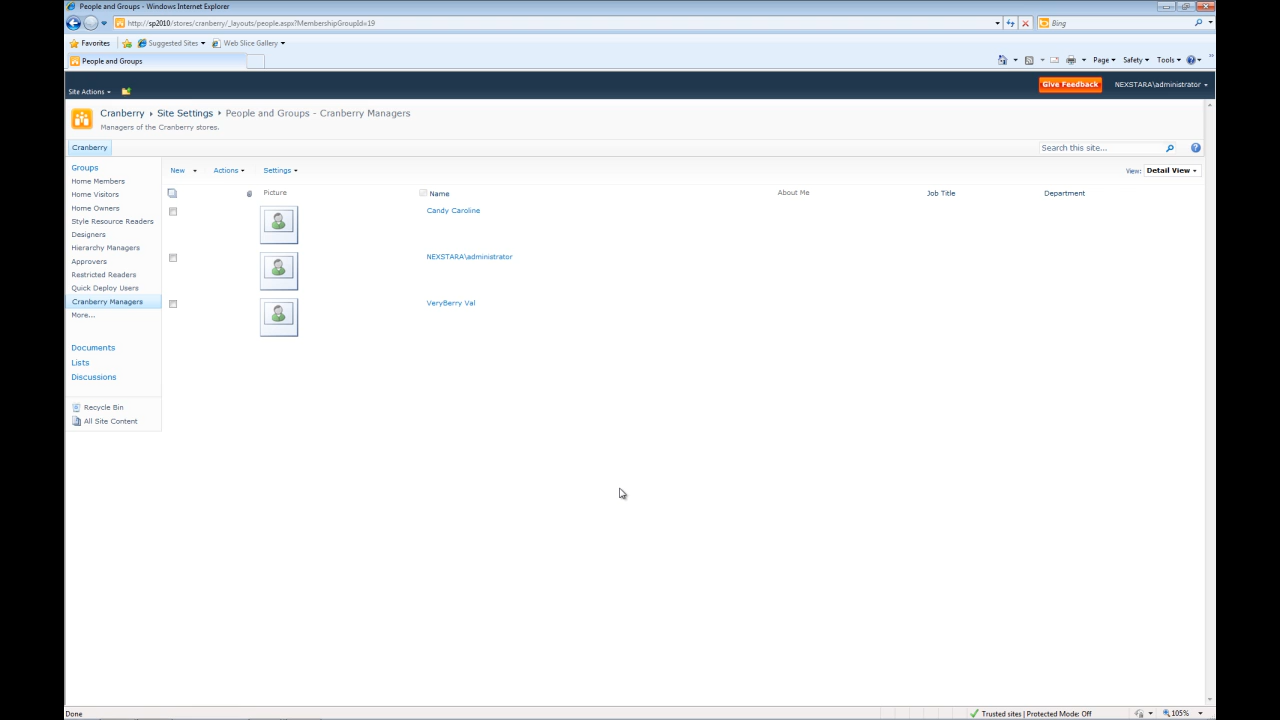 People and Groups - Windows Internet Explorer
http://sp2010/stores/cranberry/_layouts/people.aspx?MembershipGroupId=19
Bing
Favorites Suggested Sites Web Slice Gallery
People and Groups
Page Safety Tools
Site Actions
Give Feedback
NEXSTARA\administrator
Cranberry Site Settings People and Groups - Cranberry Managers
Managers of the Cranberry stores.
Cranberry
Search this site...
Groups
Home Members
Home Visitors
Home Owners
Style Resource Readers
Designers
Hierarchy Managers
Approvers
Restricted Readers
Quick Deploy Users
Cranberry Managers
More...
Documents
Lists
Discussions
Recycle Bin
All Site Content
New Actions Settings
View: Detail View
Picture Name About Me Job Title Department
Candy Caroline
NEXSTARA\administrator
VeryBerry Val
Done
Trusted sites | Protected Mode: Off
105%